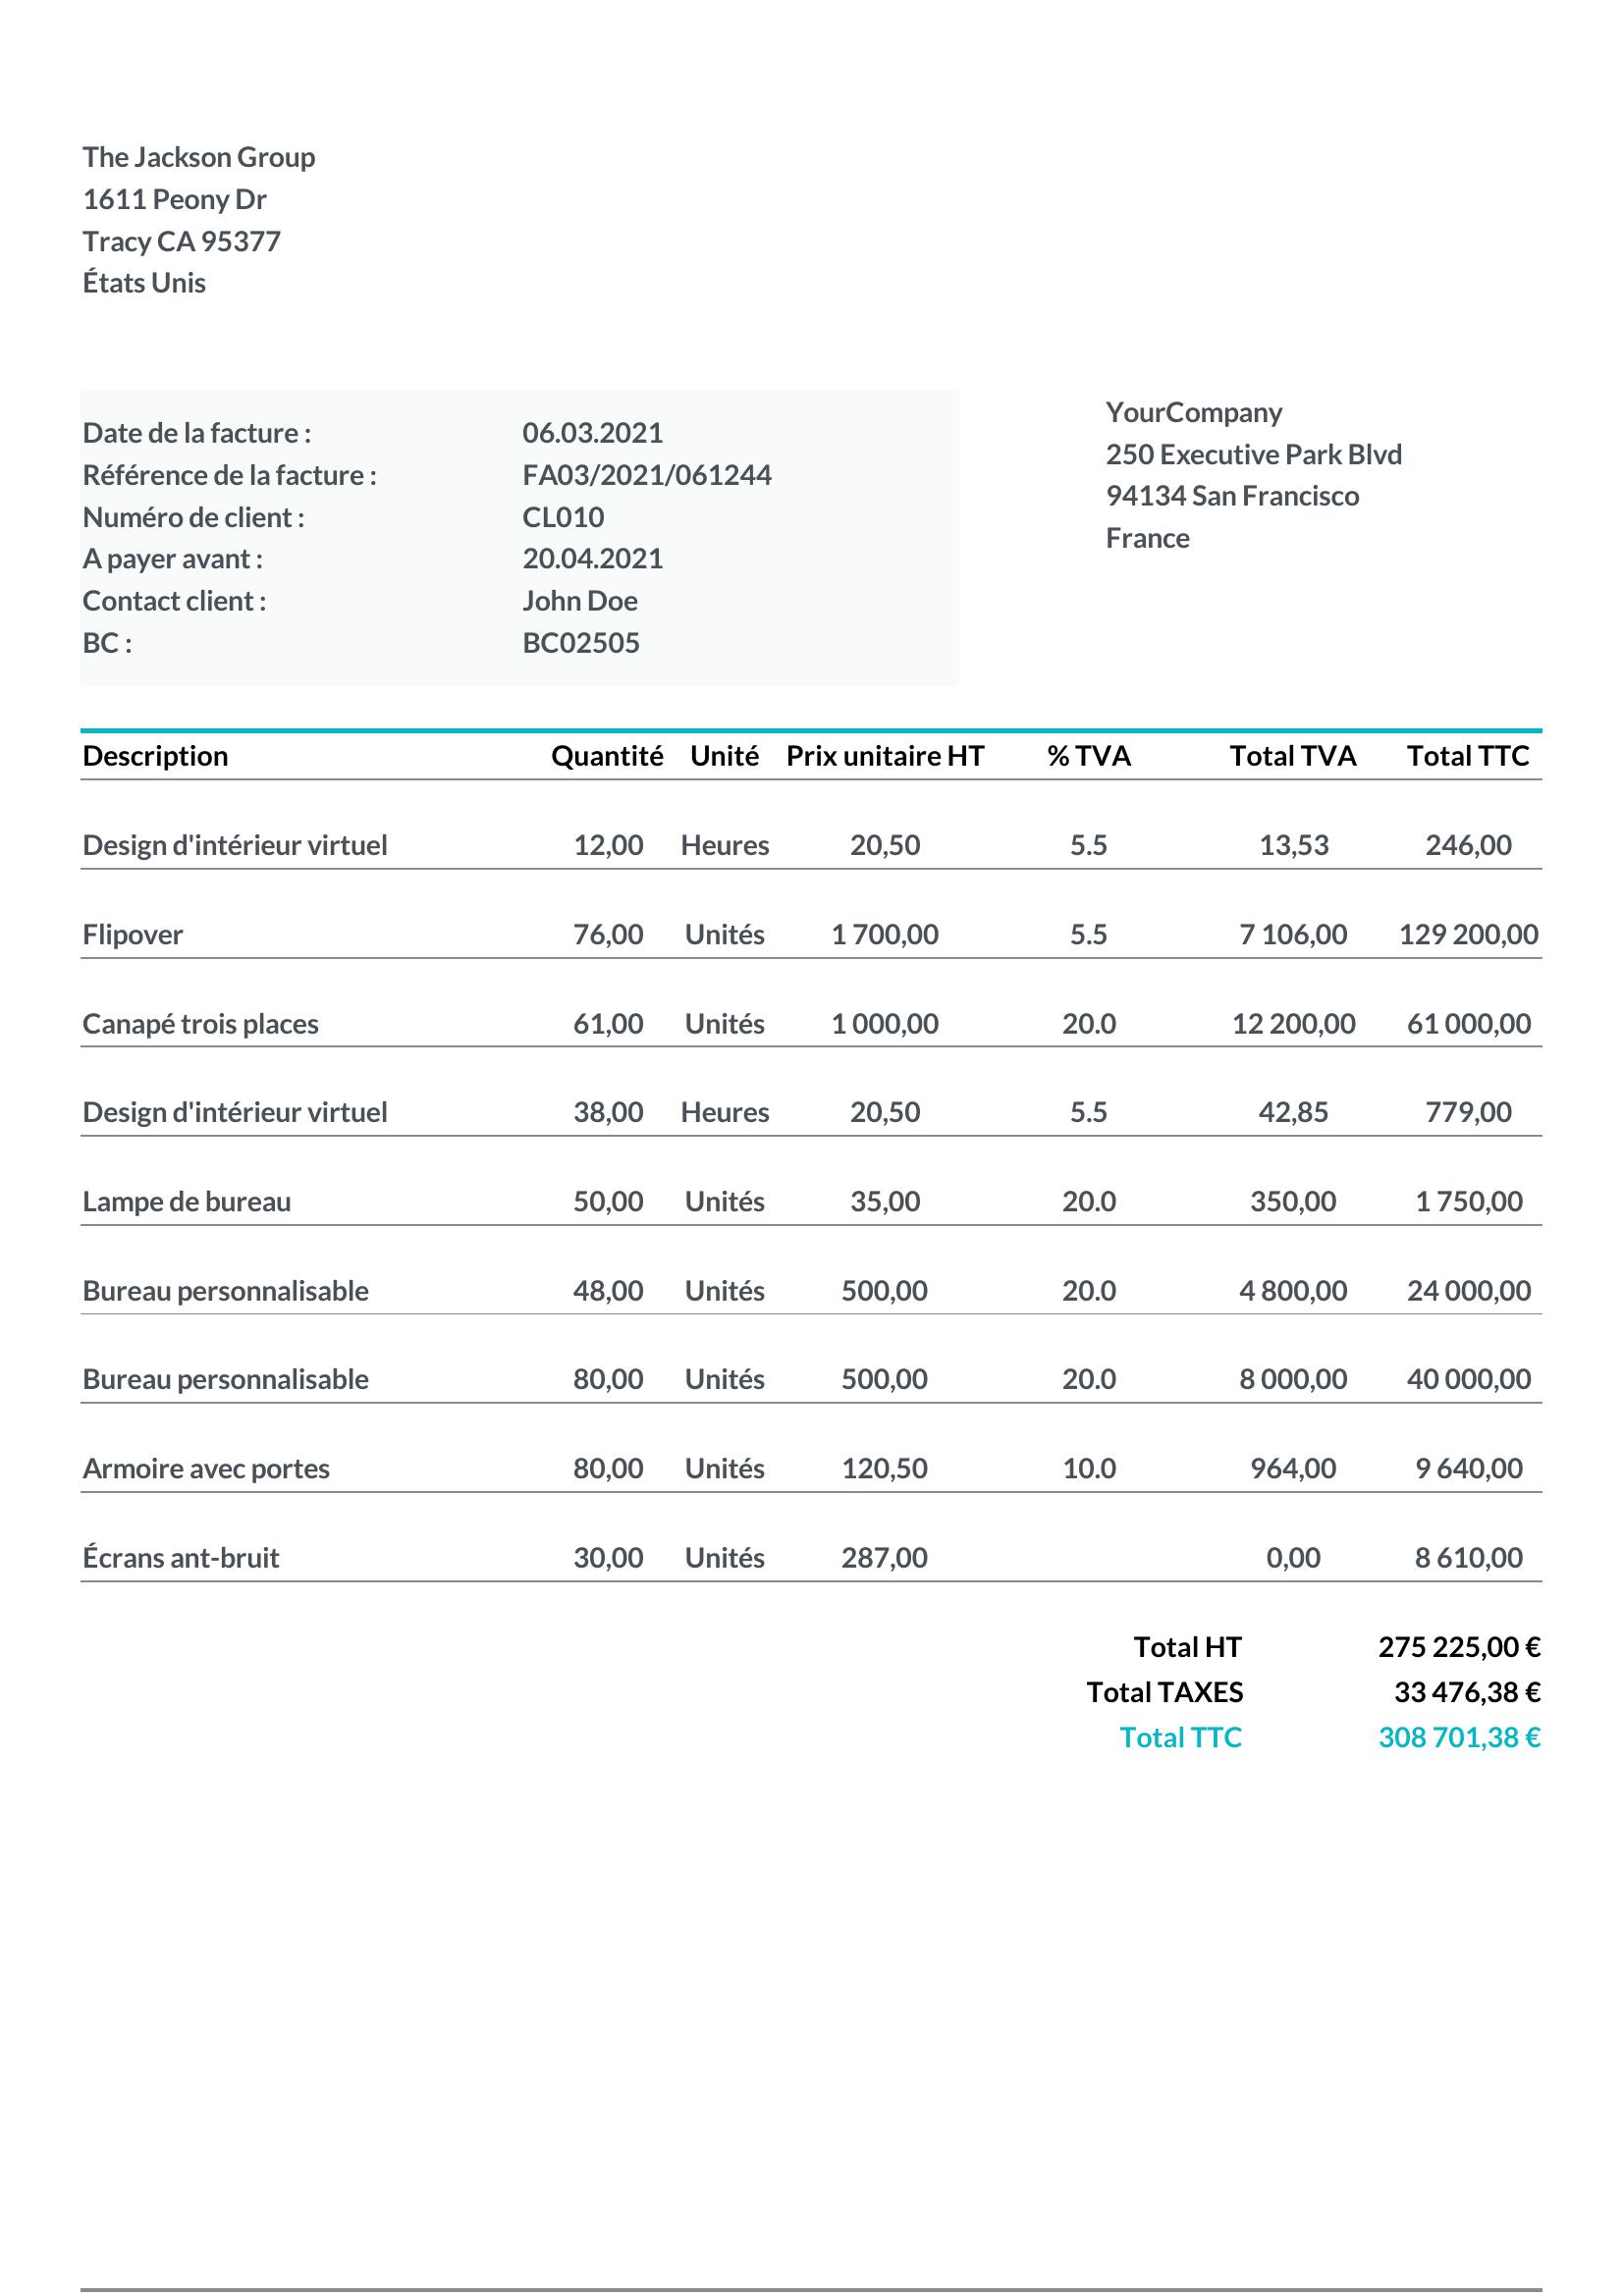 The Jackson Group
1611 Peony Dr
Tracy CA 95377
États Unis
Date de la facture : 06.03.2021
Référence de la facture : FA03/2021/061244
Numéro de client : CL010
A payer avant : 20.04.2021
Contact client : John Doe
BC : BC02505
YourCompany
250 Executive Park Blvd
94134 San Francisco
France
Description Quantité Unité Prix unitaire HT % TVA Total TVA Total TTC
Design d'intérieur virtuel 12,00 Heures 20,50 5.5 13,53 246,00
Flipover 76,00 Unités 1 700,00 5.5 7 106,00 129 200,00
Canapé trois places 61,00 Unités 1 000,00 20.0 12 200,00 61 000,00
Design d'intérieur virtuel 38,00 Heures 20,50 5.5 42,85 779,00
Lampe de bureau 50,00 Unités 35,00 20.0 350,00 1 750,00
Bureau personnalisable 48,00 Unités 500,00 20.0 4 800,00 24 000,00
Bureau personnalisable 80,00 Unités 500,00 20.0 8 000,00 40 000,00
Armoire avec portes 80,00 Unités 120,50 10.0 964,00 9 640,00
Écrans ant-bruit 30,00 Unités 287,00 0,00 8 610,00
Total HT 275 225,00 €
Total TAXES 33 476,38 €
Total TTC 308 701,38 €